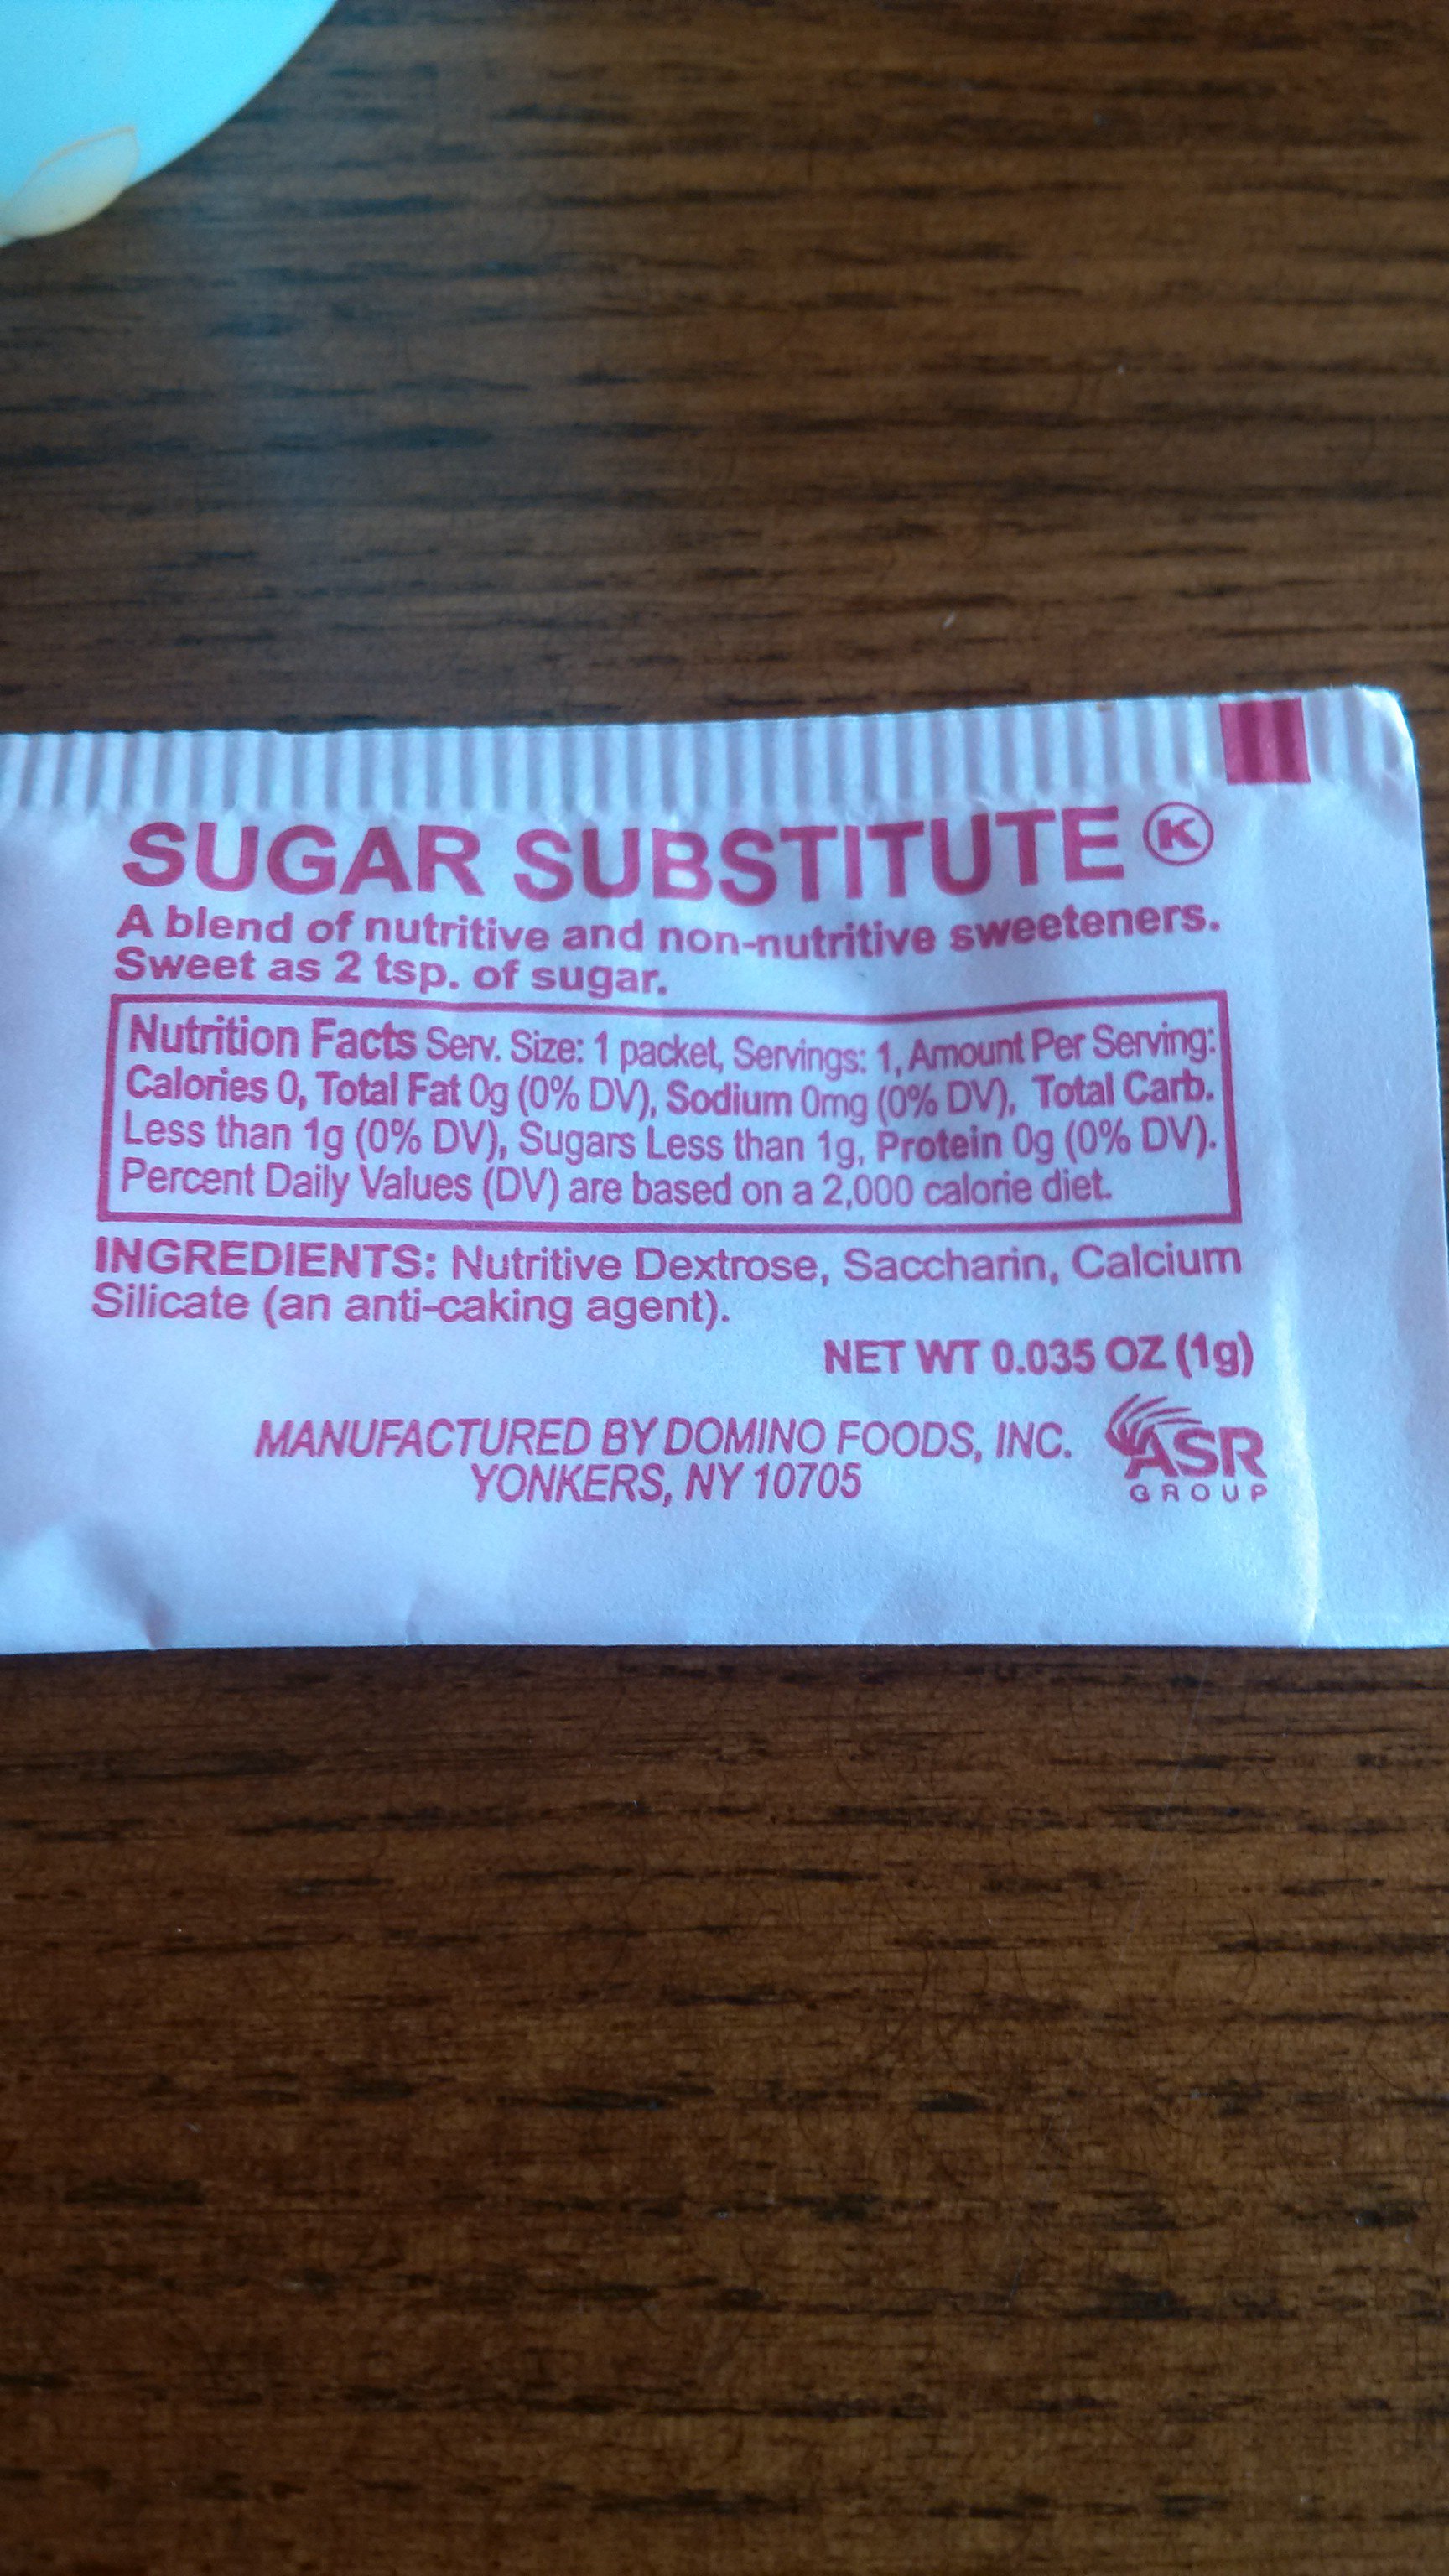 SUGAR SUBSTITUTE Ⓚ
A blend of nutritive and non-nutritive sweeteners.
Sweet as 2 tsp. of sugar.
Nutrition Facts Serv. Size: 1 packet, Servings: 1, Amount Per Serving:
Calories 0, Total Fat 0g (0% DV), Sodium 0mg (0% DV), Total Carb.
Less than 1g (0% DV), Sugars Less than 1g, Protein 0g (0% DV).
Percent Daily Values (DV) are based on a 2,000 calorie diet.
INGREDIENTS: Nutritive Dextrose, Saccharin, Calcium
Silicate (an anti-caking agent).
NET WT 0.035 OZ (1g)
MANUFACTURED BY DOMINO FOODS, INC.
YONKERS, NY 10705
ASR
GROUP